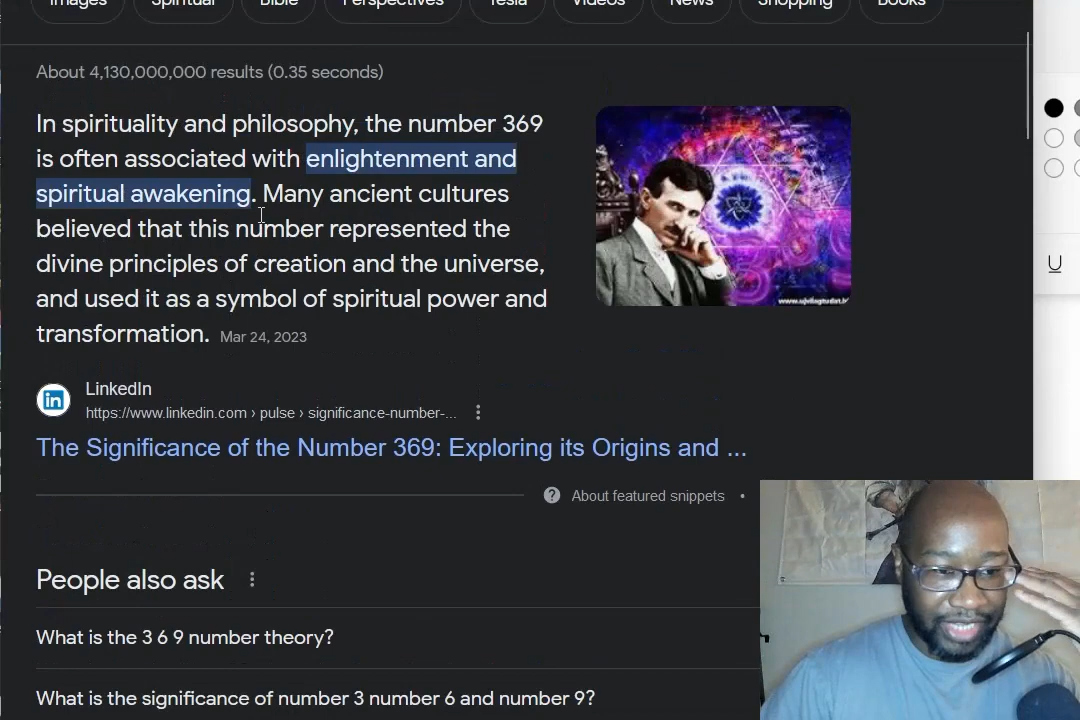 Images Spiritual Bible Perspectives Tesla Videos News Shopping Books
About 4,130,000,000 results (0.35 seconds)
In spirituality and philosophy, the number 369
is often associated with enlightenment and
spiritual awakening. Many ancient cultures
believed that this number represented the
divine principles of creation and the universe,
and used it as a symbol of spiritual power and
transformation. Mar 24, 2023
LinkedIn
https://www.linkedin.com › pulse › significance-number-...
The Significance of the Number 369: Exploring its Origins and ...
About featured snippets •
People also ask
What is the 3 6 9 number theory?
What is the significance of number 3 number 6 and number 9?